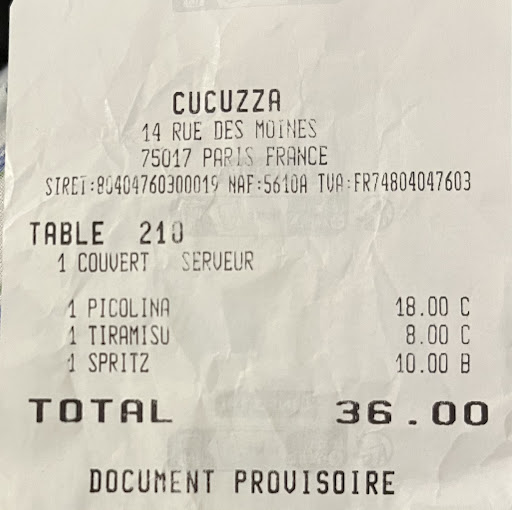 CUCUZZA
14 RUE DES MOINES
75017 PARIS FRANCE
SIRET:80404760300019 NAF:5610A TVA:FR74804047603
TABLE 210
1 COUVERT SERVEUR
1 PICOLINA 18.00 C
1 TIRAMISU 8.00 C
1 SPRITZ 10.00 B
TOTAL 36.00
DOCUMENT PROVISOIRE